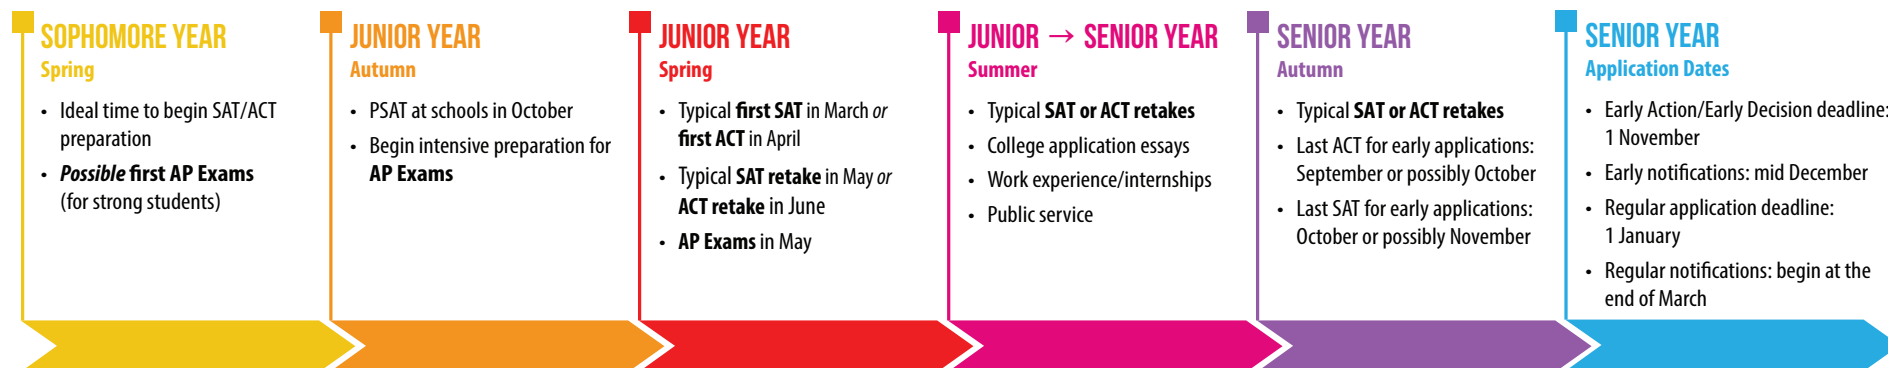 SOPHOMORE YEAR
Spring
• Ideal time to begin SAT/ACT
preparation
• Possible first AP Exams
(for strong students)
JUNIOR YEAR
Autumn
• PSAT at schools in October
• Begin intensive preparation for
AP Exams
JUNIOR YEAR
Spring
• Typical first SAT in March or
first ACT in April
• Typical SAT retake in May or
ACT retake in June
• AP Exams in May
JUNIOR → SENIOR YEAR
Summer
• Typical SAT or ACT retakes
• College application essays
• Work experience/internships
• Public service
SENIOR YEAR
Autumn
• Typical SAT or ACT retakes
• Last ACT for early applications:
September or possibly October
• Last SAT for early applications:
October or possibly November
SENIOR YEAR
Application Dates
• Early Action/Early Decision deadline:
1 November
• Early notifications: mid December
• Regular application deadline:
1 January
• Regular notifications: begin at the
end of March